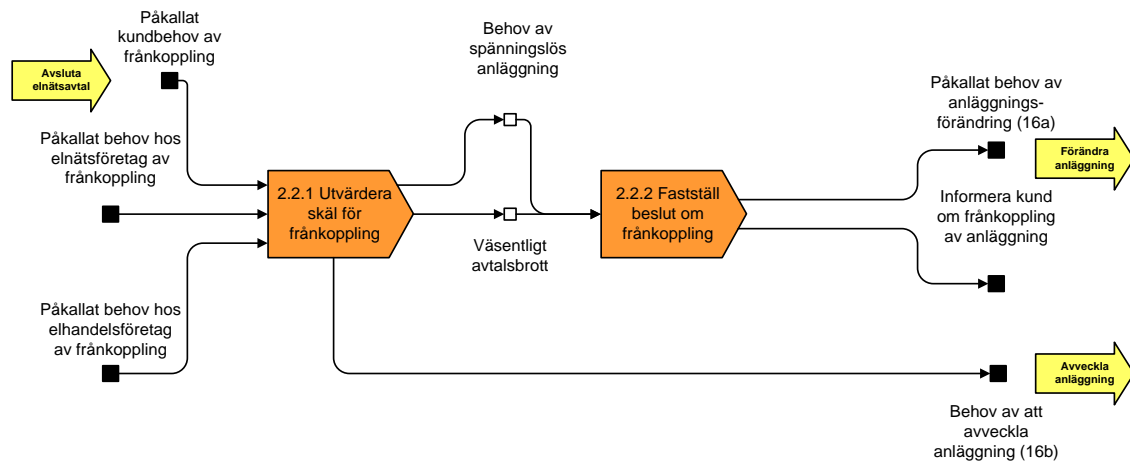 Påkallat
kundbehov av
frånkoppling
Avsluta
elnätsavtal
Påkallat behov hos
elnätsföretag av
frånkoppling
Påkallat behov hos
elhandelsföretag
av frånkoppling
2.2.1 Utvärdera
skäl för
frånkoppling
Behov av
spänningslös
anläggning
Väsentligt
avtalsbrott
2.2.2 Fastställ
beslut om
frånkoppling
Påkallat behov av
anläggnings-
förändring (16a)
Förändra
anläggning
Informera kund
om frånkoppling
av anläggning
Avveckla
anläggning
Behov av att
avveckla
anläggning (16b)